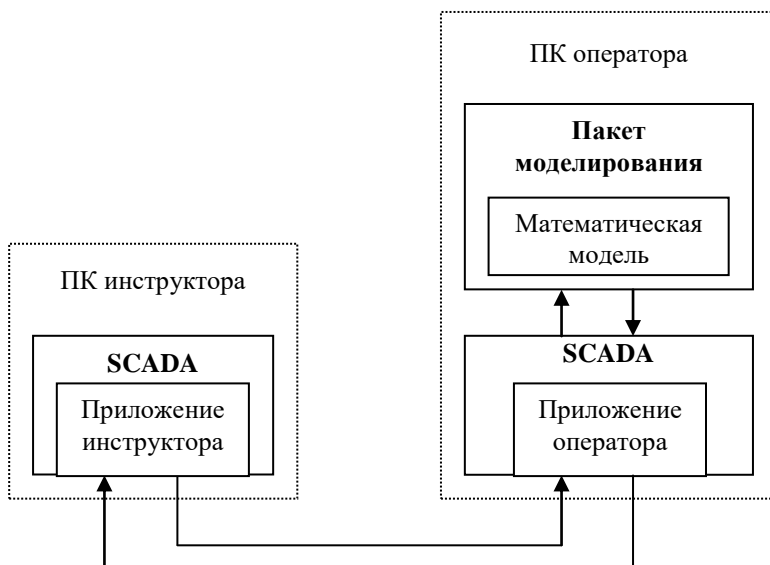 ПК оператора
Пакет
моделирования
Математическая
модель
ПК инструктора
SCADA
Приложение
инструктора
SCADA
Приложение
оператора